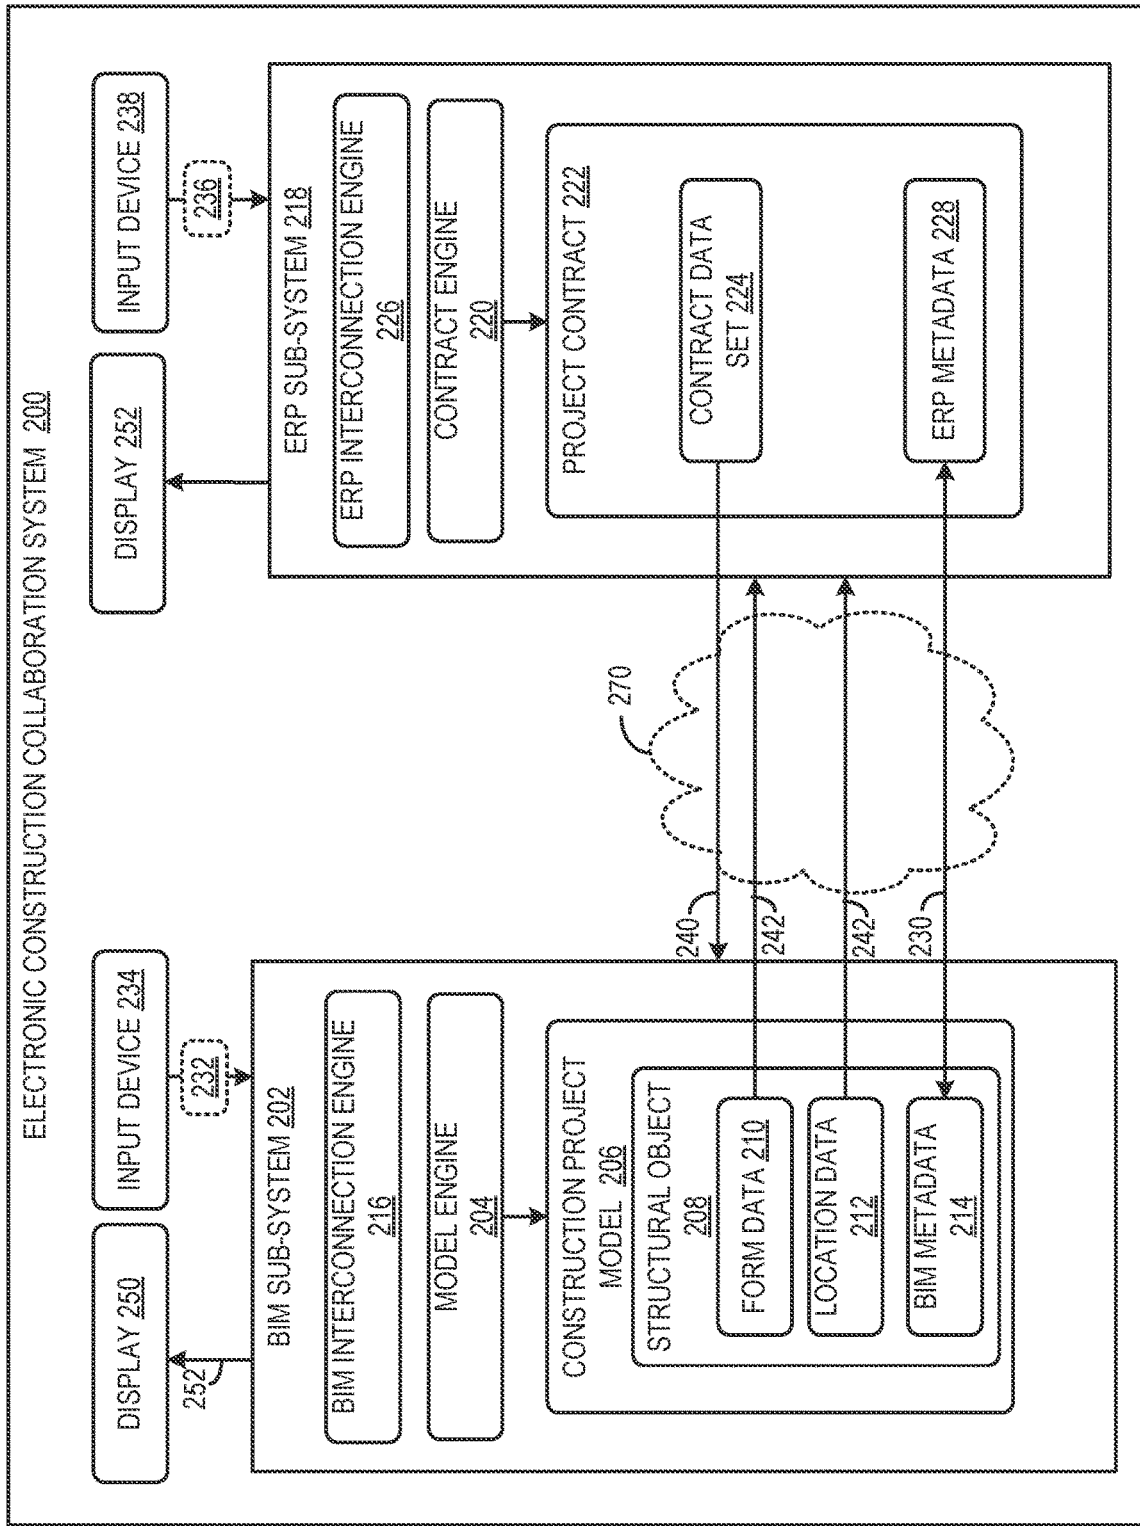 ELECTRONIC CONSTRUCTION COLLABORATION SYSTEM 200
DISPLAY 250
INPUT DEVICE 234
252
232
BIM SUB-SYSTEM 202
BIM INTERCONNECTION ENGINE
216
MODEL ENGINE
204
CONSTRUCTION PROJECT
MODEL 206
STRUCTURAL OBJECT
208
FORM DATA 210
LOCATION DATA
212
BIM METADATA
214
240
242
242
230
270
DISPLAY 252
INPUT DEVICE 238
236
ERP SUB-SYSTEM 218
ERP INTERCONNECTION ENGINE
226
CONTRACT ENGINE
220
PROJECT CONTRACT 222
CONTRACT DATA
SET 224
ERP METADATA 228